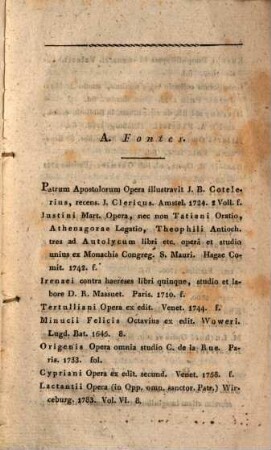 A. Fontes.
Patrum Apostolorum Opera illustravit I. B. Cotele-
rius, recens. I. Clericus. Amstel. 1724. 2 Voll. f.
Iustini Mart. Opera, nec non Tatiani Oratio,
Athenagorae Legatio, Theophili Antioch.
tres ad Autolycum libri etc. opera et studio
unius ex Monachis Congreg. S. Mauri. Hagae Co-
mit. 1742. f.
Irenaei contra haereses libri quinque, studio et la-
bore D. R. Massuet. Paris. 1710. f.
Tertulliani Opera ex edit. Venet. 1744. f.
Minucii Felicis Octavius ex edit. Woweri.
Lugd. Bat. 1645. 8.
Origenis Opera omnia studio C. de la Rue. Pa-
ris. 1733. fol.
Cypriani Opera ex edit. secund. Venet. 1758. f.
Lactantii Opera (in Opp. omn. sanctor. Patr.) Wir-
ceburg. 1783. Vol. VI. 8.